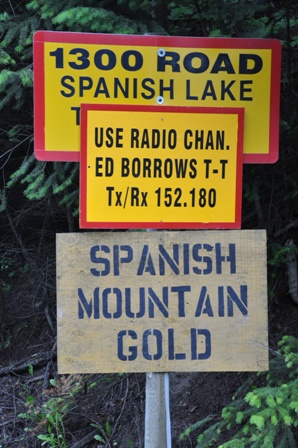 1300 ROAD
SPANISH LAKE
USE RADIO CHAN.
ED BORROWS T-T
Tx/Rx 152.180
SPANISH
MOUNTAIN
GOLD